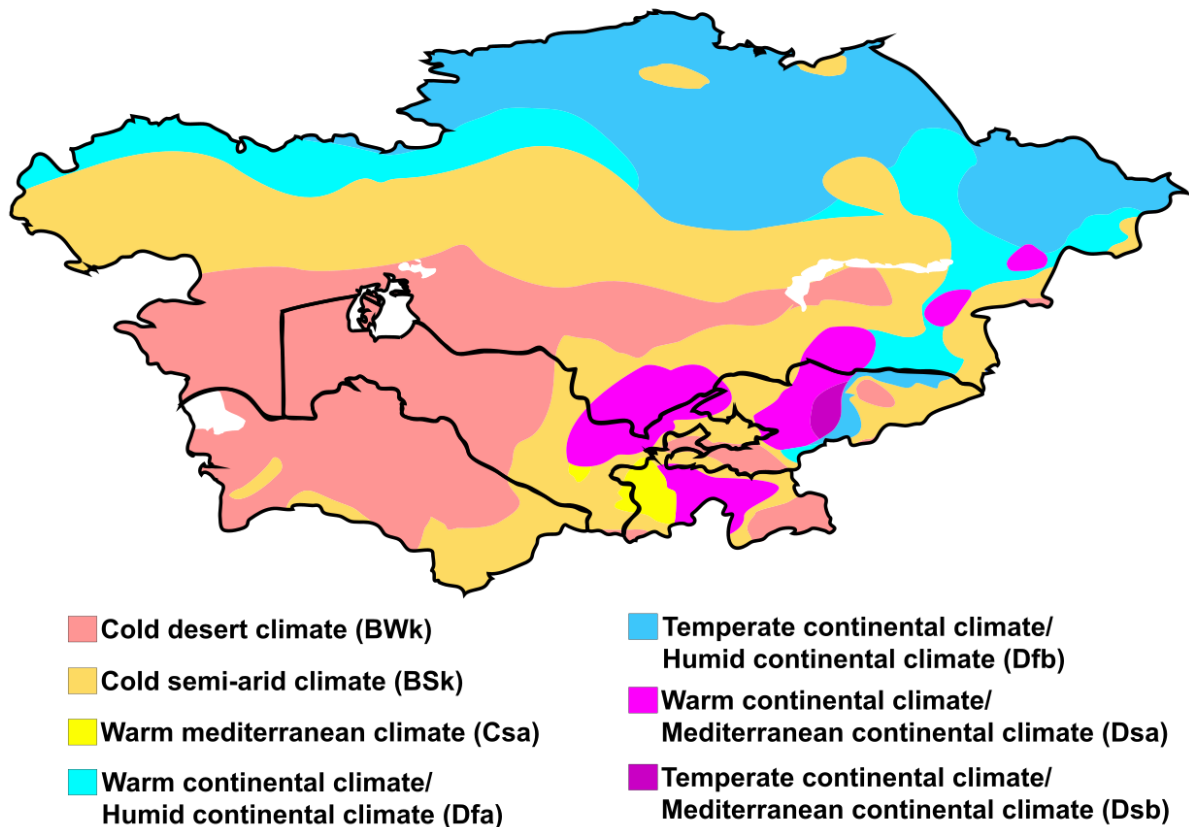 Cold desert climate (BWk)
Cold semi-arid climate (BSk)
Warm mediterranean climate (Csa)
Warm continental climate/
Humid continental climate (Dfa)
Temperate continental climate/
Humid continental climate (Dfb)
Warm continental climate/
Mediterranean continental climate (Dsa)
Temperate continental climate/
Mediterranean continental climate (Dsb)